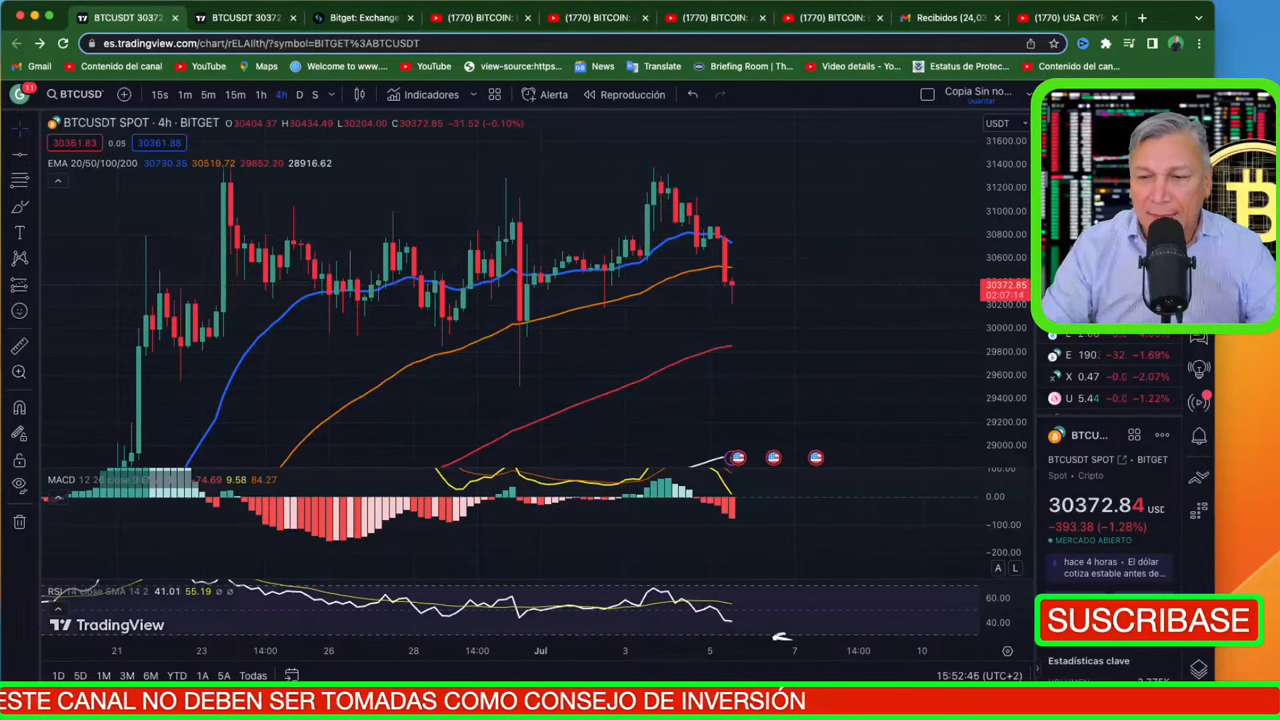 BTCUSDT 30372
BTCUSDT 30372
Bitget: Exchange
(1770) BITCOIN:
(1770) BITCOIN:
(1770) BITCOIN:
(1770) BITCOIN:
Recibidos (24,0
(1770) USA CRY
es.tradingview.com/chart/rELAlIth/?symbol=BITGET%3ABTCUSDT
Gmail
Contenido del canal
YouTube
Maps
Welcome to www....
YouTube
view-source:https...
News
Translate
Briefing Room | Th...
Video details - Yo...
Estatus de Protec...
Contenido del can...
11
BTCUSD
15s 1m 5m 15m 1h 4h D S
Indicadores
Alerta
Reproducción
Copia Sin no...
Guardar
BTCUSDT SPOT · 4h · BITGET O30404.37 H30434.49 L30204.00 C30372.85 −31.52 (−0.10%)
USDT
30361.83 0.05 30361.88
EMA 20/50/100/200 30730.35 30519.72 29852.20 28916.62
31600.00
31400.00
31200.00
31000.00
30800.00
30600.00
30372.85
02:07:14
30200.00
30000.00
29800.00
29600.00
29400.00
29200.00
29000.00
MACD 12 26 close 9 −74.69 9.58 84.27
0.00
−100.00
−200.00
A L
RSI 14 close SMA 14 2 41.01 55.19 ø ø
60.00
40.00
TradingView
21 23 14:00 26 28 14:00 Jul 3 5 7 14:00 10
1D 5D 1M 3M 6M YTD 1A 5A Todas
15:52:46 (UTC+2)
E 190 -32 −1.69%
X 0.47 −0.0 −2.07%
U 5.44 −0.0 −1.22%
BTCU...
BTCUSDT SPOT · BITGET
Spot · Cripto
30372.84 USD
−393.38 (−1.28%)
MERCADO ABIERTO
hace 4 horas · El dólar
cotiza estable antes de...
SUSCRIBASE
Estadísticas clave
ESTE CANAL NO DEBEN SER TOMADAS COMO CONSEJO DE INVERSIÓN